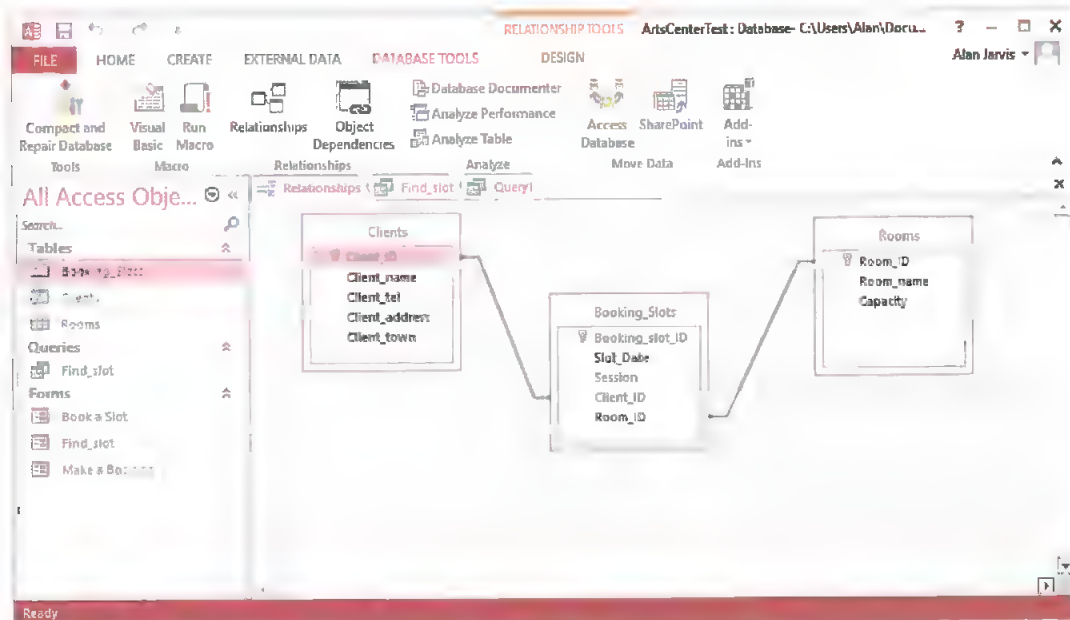 RELATIONSHIP TOOLS ArtsCenterTest : Database- C:\Users\Alan\Docu... ?
FILE HOME CREATE EXTERNAL DATA DATABASE TOOLS DESIGN Alan Jarvis
Compact and Repair Database
Visual Basic
Run Macro
Relationships
Object Dependencies
Database Documenter
Analyze Performance
Analyze Table
Access Database
SharePoint
Add-ins
Tools Macro Relationships Analyze Move Data Add-Ins
All Access Obje...
Search...
Tables
Booking_Slots
Clients
Rooms
Queries
Find_slot
Forms
Book a Slot
Find_slot
Make a
Relationships Find_slot Query1
Clients
Client_ID
Client_name
Client_tel
Client_address
Client_town
Booking_Slots
Booking_slot_ID
Slot_Date
Session
Client_ID
Room_ID
Rooms
Room_ID
Room_name
Capacity
Ready